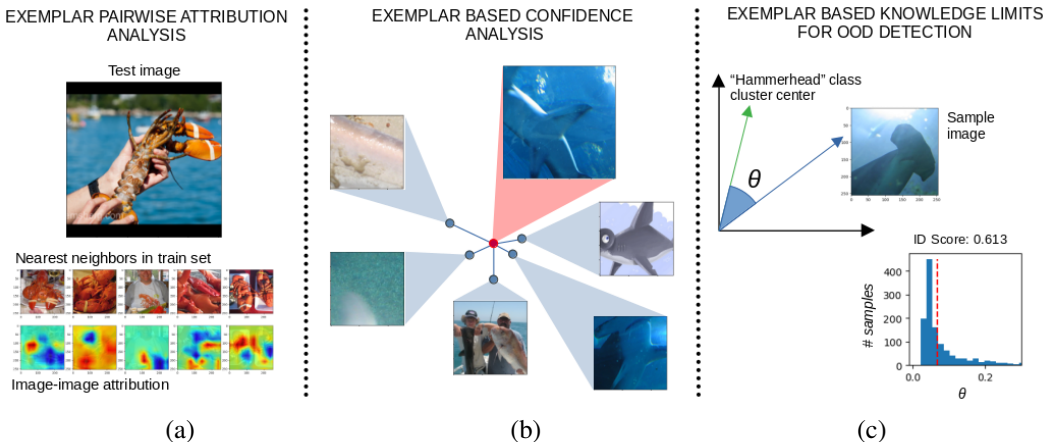 EXEMPLAR PAIRWISE ATTRIBUTION
ANALYSIS
Test image
Nearest neighbors in train set
Image-image attribution
(a)
EXEMPLAR BASED CONFIDENCE
ANALYSIS
(b)
EXEMPLAR BASED KNOWLEDGE LIMITS
FOR OOD DETECTION
“Hammerhead” class
cluster center
θ
Sample
image
ID Score: 0.613
# samples
400
300
200
100
0
0.0 0.2
θ
(c)